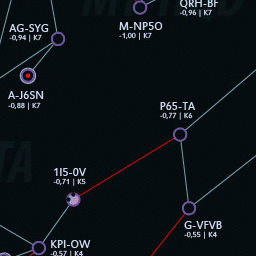 QRH-BF
-0,96 | K7
M-NP5O
-1,00 | K7
AG-SYG
-0,94 | K7
A-J6SN
-0,88 | K7
P65-TA
-0,77 | K6
1I5-0V
-0,71 | K5
TA
G-VFVB
-0,55 | K4
KPI-OW
-0,57 | K4